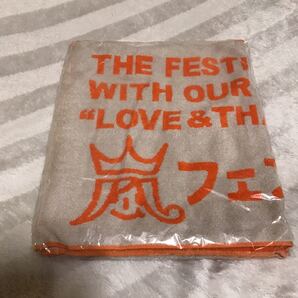 THE FEST
WITH OUR
"LOVE & TH
嵐フェ